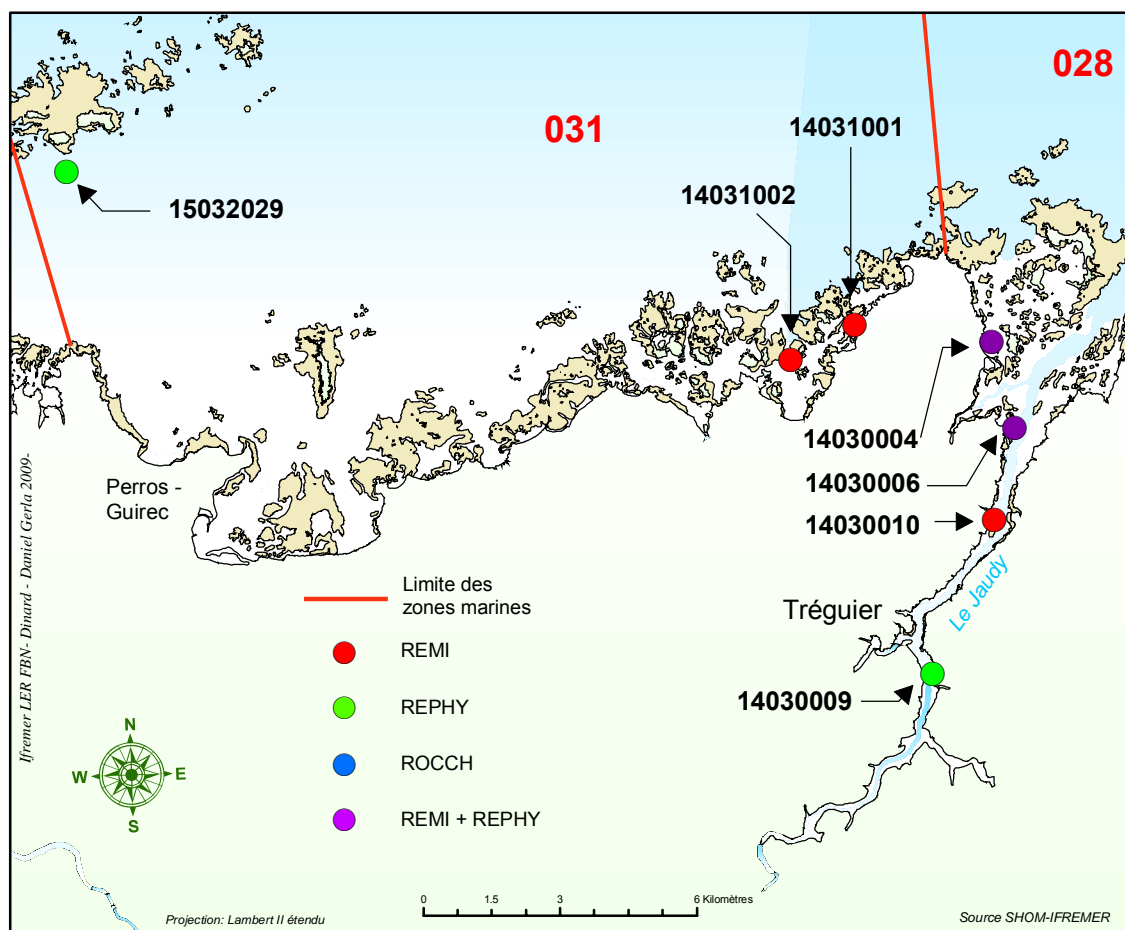 028
031
14031001
14031002
15032029
14030004
14030006
14030010
Perros -
Guirec
Ifremer LER FBN- Dinard - Daniel Gerla 2009-
Le Jaudy
Limite des
zones marines
Tréguier
REMI
REPHY
14030009
ROCCH
REMI + REPHY
N
W
E
S
0
1.5
3
6 Kilomètres
Projection: Lambert II étendu
Source SHOM-IFREMER